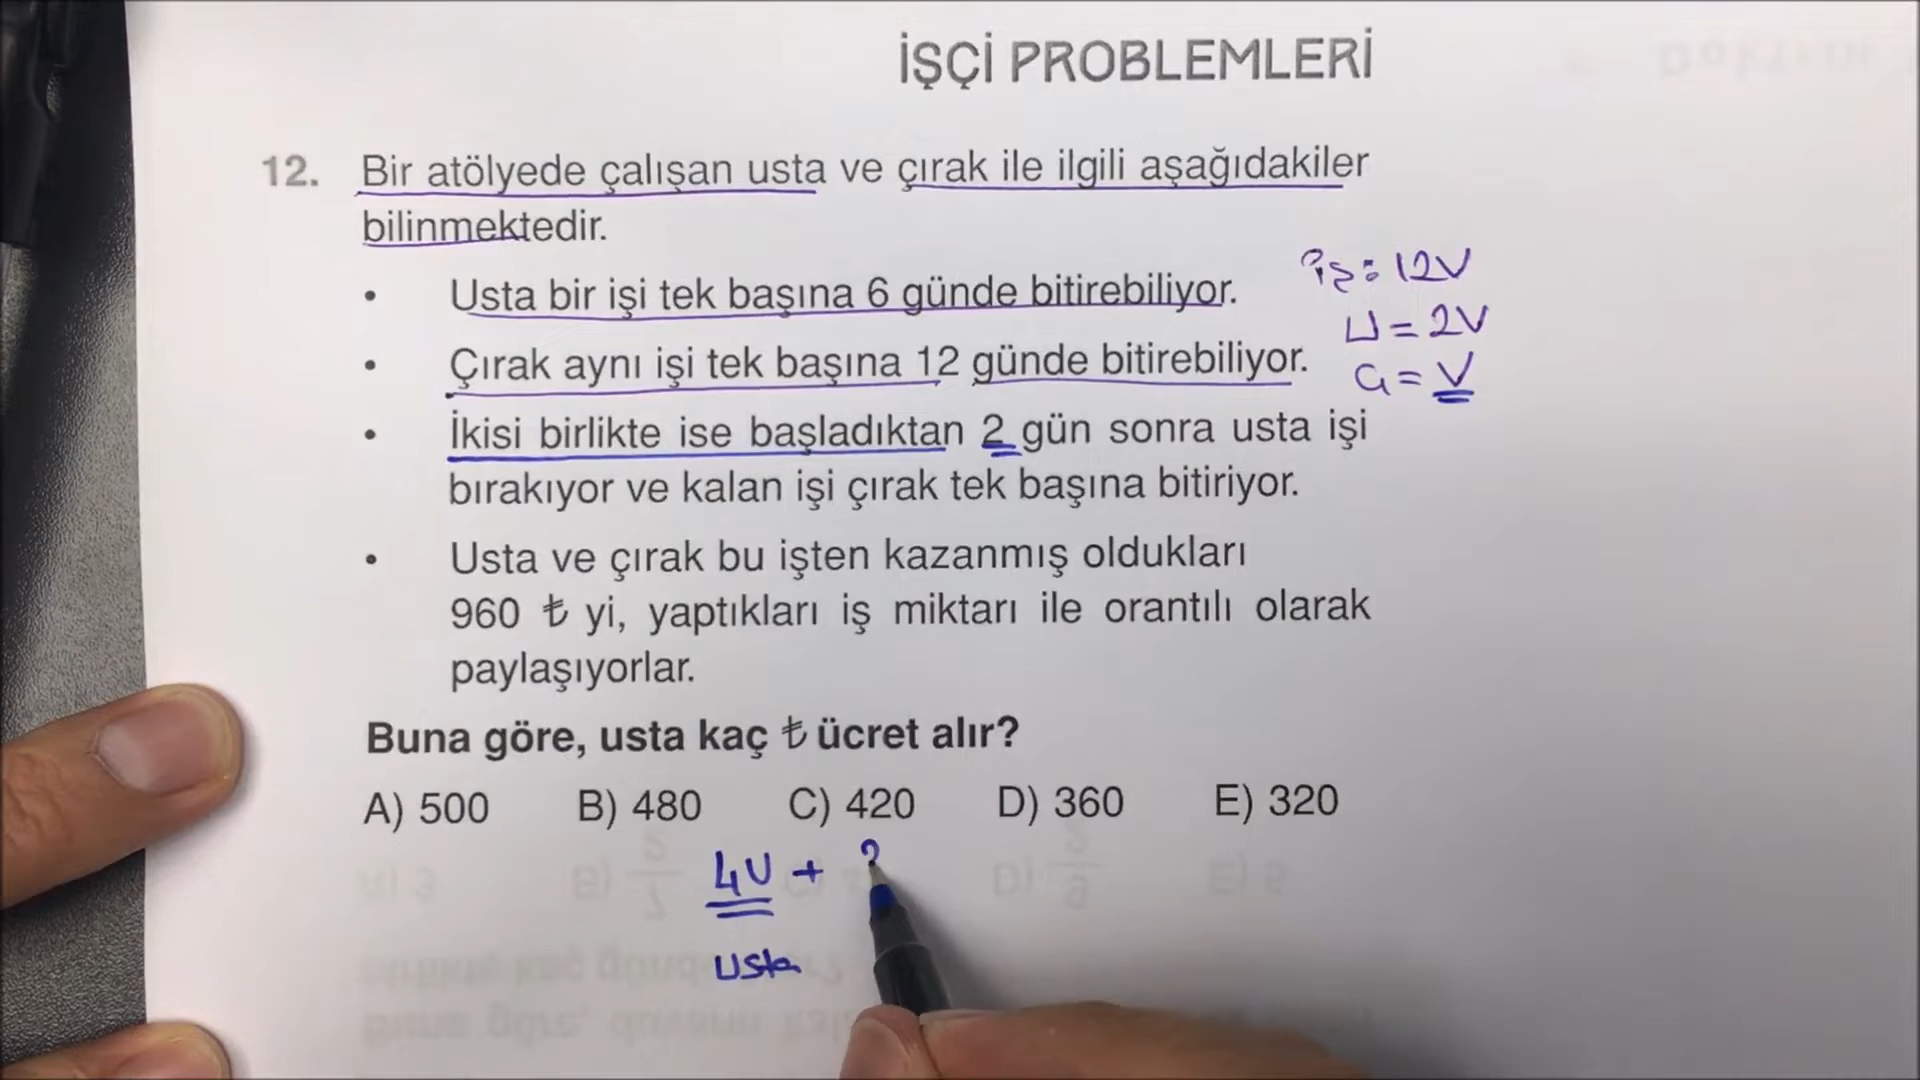 İŞÇİ PROBLEMLERİ
12. Bir atölyede çalışan usta ve çırak ile ilgili aşağıdakiler
bilinmektedir.
• Usta bir işi tek başına 6 günde bitirebiliyor.
iş: 12V
U = 2V
Ç = V
• Çırak aynı işi tek başına 12 günde bitirebiliyor.
• İkisi birlikte ise başladıktan 2 gün sonra usta işi
bırakıyor ve kalan işi çırak tek başına bitiriyor.
• Usta ve çırak bu işten kazanmış oldukları
960 ₺ yi, yaptıkları iş miktarı ile orantılı olarak
paylaşıyorlar.
Buna göre, usta kaç ₺ ücret alır?
A) 500 B) 480 C) 420 D) 360 E) 320
4V +
usta